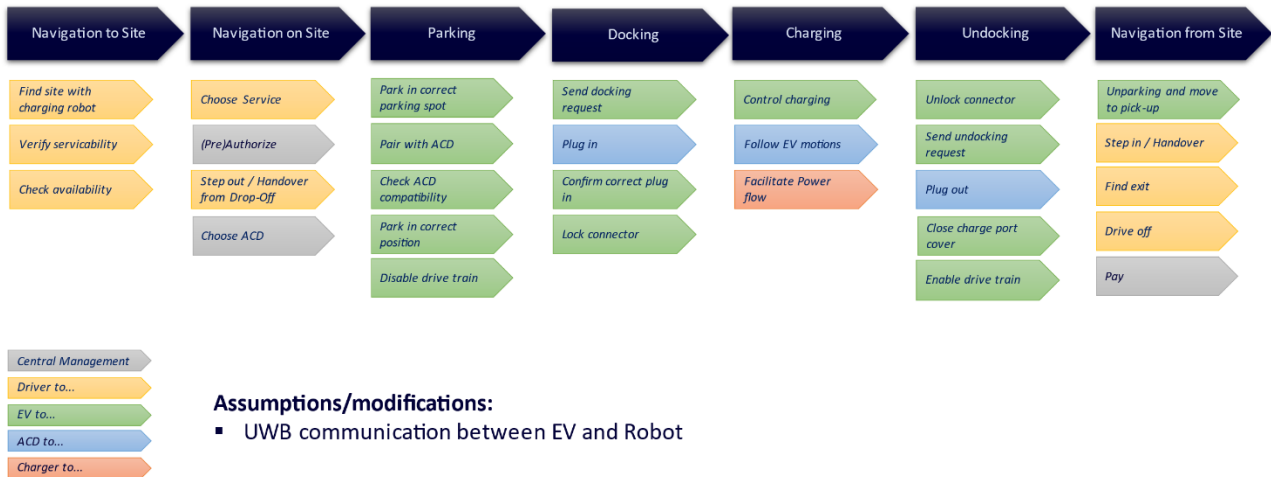 Navigation to Site
Navigation on Site
Parking
Docking
Charging
Undocking
Navigation from Site
Find site with
charging robot
Verify servicability
Check availability
Choose Service
(Pre)Authorize
Step out / Handover
from Drop-Off
Choose ACD
Park in correct
parking spot
Pair with ACD
Check ACD
compatibility
Park in correct
position
Disable drive train
Send docking
request
Plug in
Confirm correct plug
in
Lock connector
Control charging
Follow EV motions
Facilitate Power
flow
Unlock connector
Send undocking
request
Plug out
Close charge port
cover
Enable drive train
Unparking and move
to pick-up
Step in / Handover
Find exit
Drive off
Pay
Central Management
Driver to...
EV to...
ACD to...
Charger to...
Assumptions/modifications:
▪ UWB communication between EV and Robot